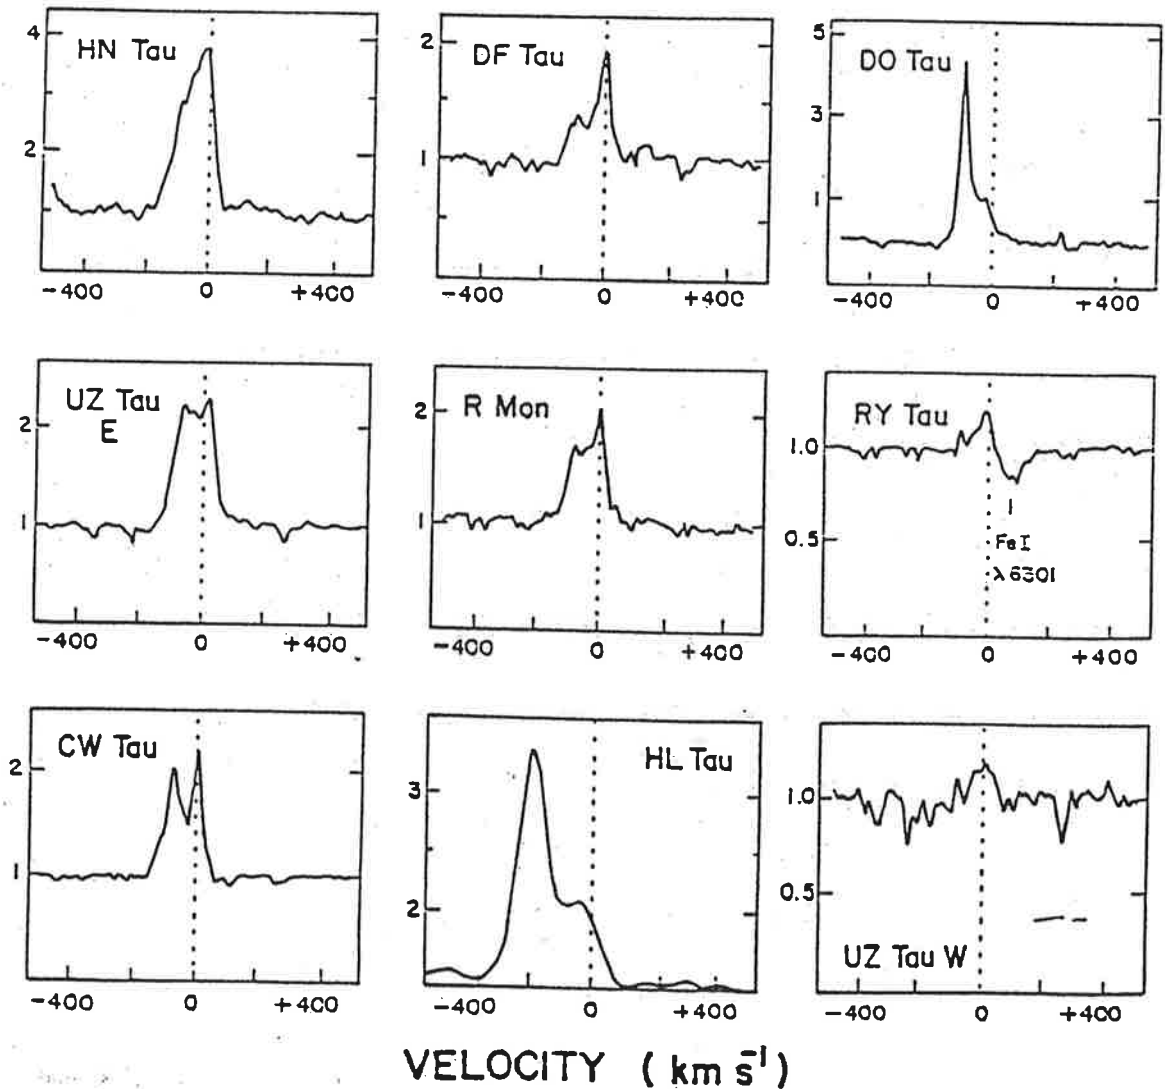 HN Tau
4
2
-400 0 +400
DF Tau
2
1
-400 0 +400
DO Tau
5
3
1
-400 0 +400
UZ Tau
E
2
1
-400 0 +400
R Mon
2
1
-400 0 +400
RY Tau
1.0
0.5
Fe I
λ6301
-400 0 +400
CW Tau
2
1
-400 0 +400
HL Tau
3
2
-400 0 +400
1.0
0.5
UZ Tau W
-400 0 +400
VELOCITY (km s⁻¹)